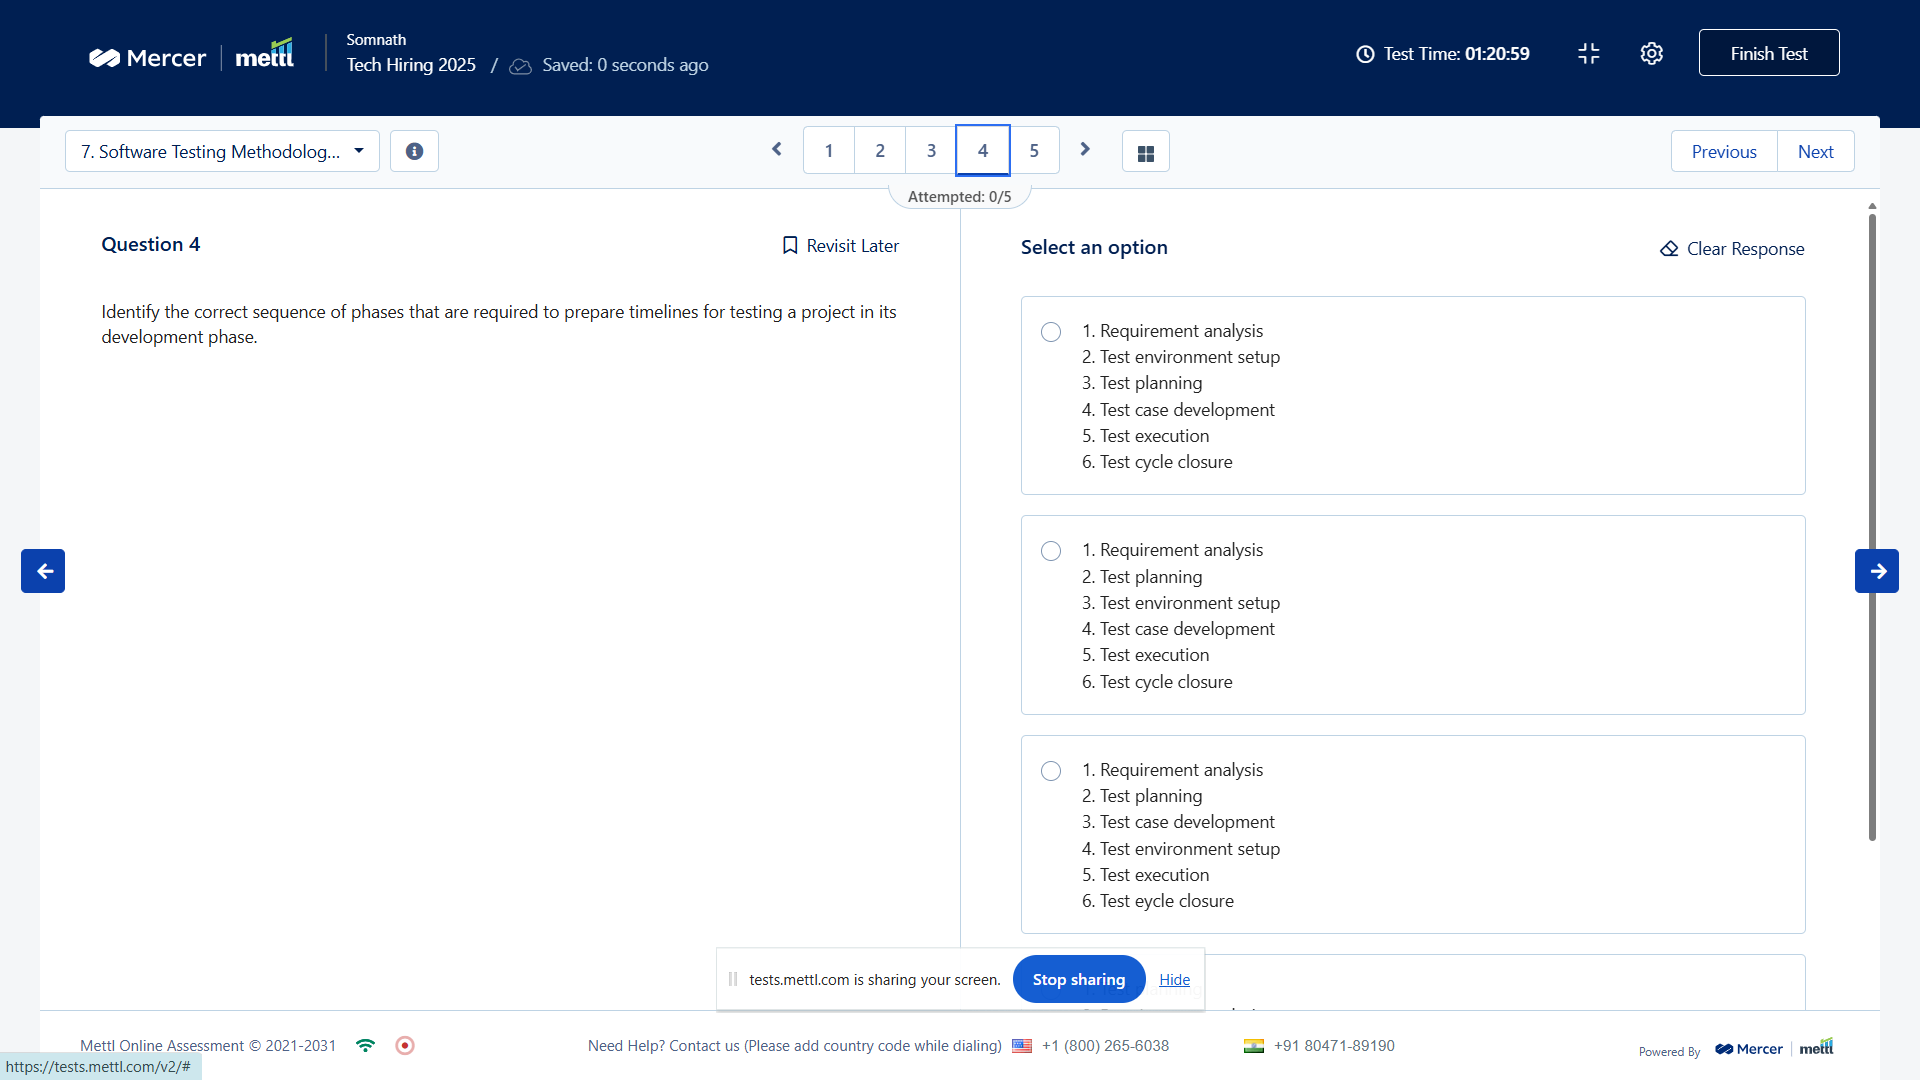 Mercer
mettl
Somnath
Tech Hiring 2025 / Saved: 0 seconds ago
Test Time: 01:20:59
Finish Test
7. Software Testing Methodolog...
1 2 3 4 5
Previous
Next
Attempted: 0/5
Question 4
Revisit Later
Identify the correct sequence of phases that are required to prepare timelines for testing a project in its
development phase.
Select an option
Clear Response
1. Requirement analysis
2. Test environment setup
3. Test planning
4. Test case development
5. Test execution
6. Test cycle closure
1. Requirement analysis
2. Test planning
3. Test environment setup
4. Test case development
5. Test execution
6. Test cycle closure
1. Requirement analysis
2. Test planning
3. Test case development
4. Test environment setup
5. Test execution
6. Test eycle closure
tests.mettl.com is sharing your screen.
Stop sharing
Hide
Mettl Online Assessment © 2021-2031
Need Help? Contact us (Please add country code while dialing)
+1 (800) 265-6038
+91 80471-89190
Powered By
Mercer
mettl
https://tests.mettl.com/v2/#